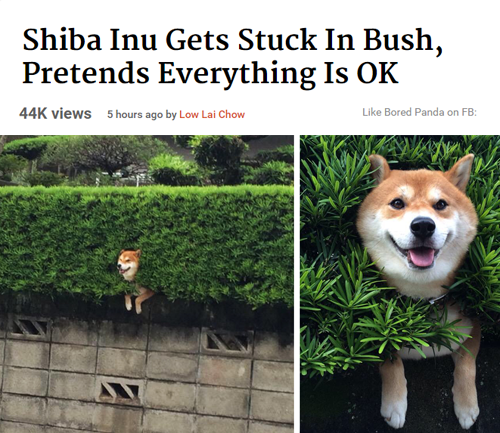 Shiba Inu Gets Stuck In Bush,
Pretends Everything Is OK
44K views 5 hours ago by Low Lai Chow Like Bored Panda on FB: